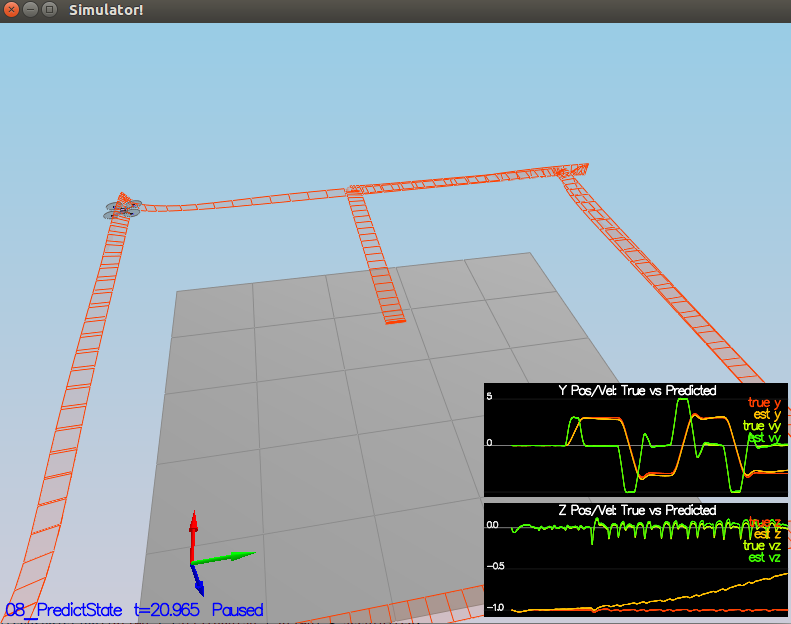 Simulator!
Y Pos/Vel: True vs Predicted
5
true y
est y
true vy
0
est vy
Z Pos/Vel: True vs Predicted
0.0
true z
est z
true vz
-0.5
est vz
-1.0
08_PredictState t=20.965 Paused